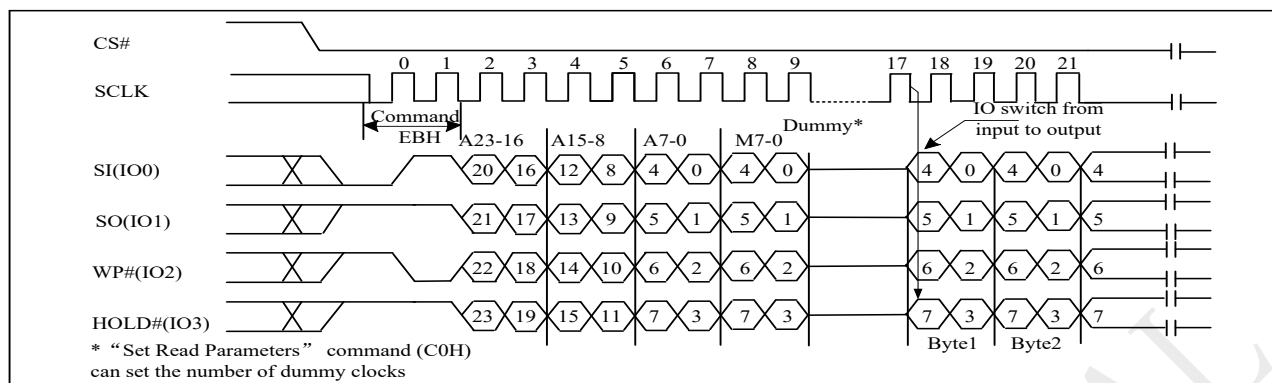 CS#
0 1 2 3 4 5 6 7 8 9 17 18 19 20 21
SCLK
Command
EBH
Dummy*
IO switch from
input to output
A23-16 A15-8 A7-0 M7-0
SI(IO0) 20 16 12 8 4 0 4 0 4 0 4 0 4
SO(IO1) 21 17 13 9 5 1 5 1 5 1 5 1 5
WP#(IO2) 22 18 14 10 6 2 6 2 6 2 6 2 6
HOLD#(IO3) 23 19 15 11 7 3 7 3 7 3 7 3 7
Byte1 Byte2
* “Set Read Parameters” command (C0H)
can set the number of dummy clocks